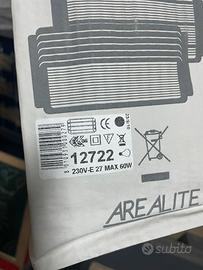 12722
230V-E 27 MAX 60W
AREALITE
subito